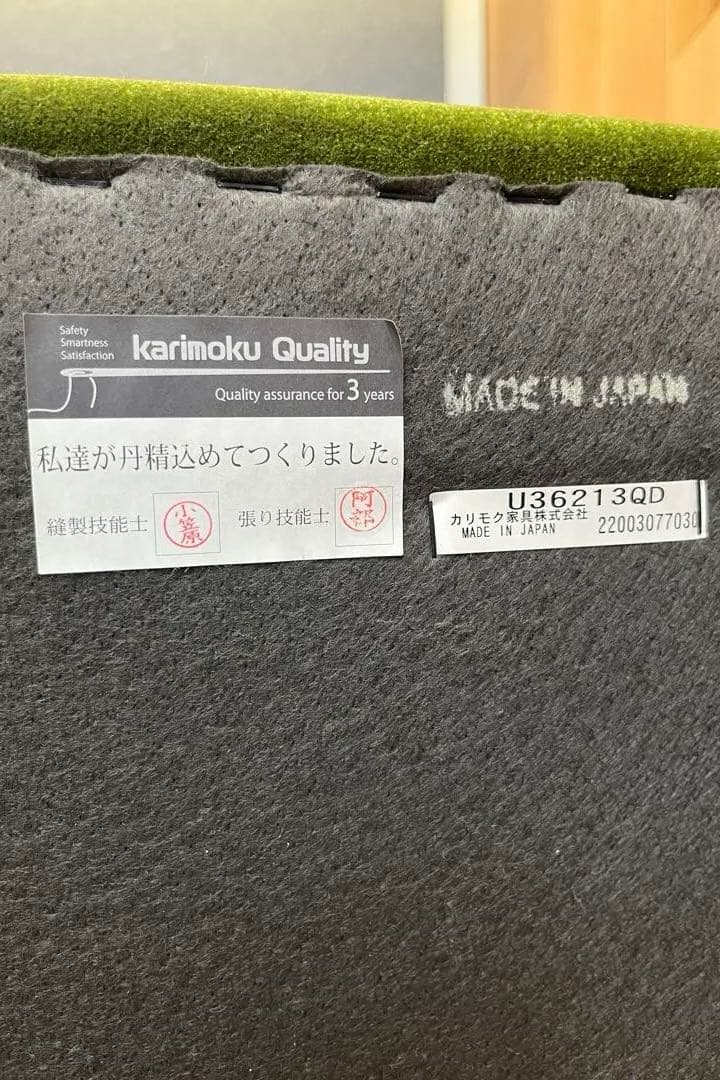 Safety
Smartness
Satisfaction
karimoku Quality
Quality assurance for 3 years
私達が丹精込めてつくりました。
縫製技能士 小笠原 張り技能士 阿部
MADE IN JAPAN
U36213QD
カリモク家具株式会社 22003077030
MADE IN JAPAN